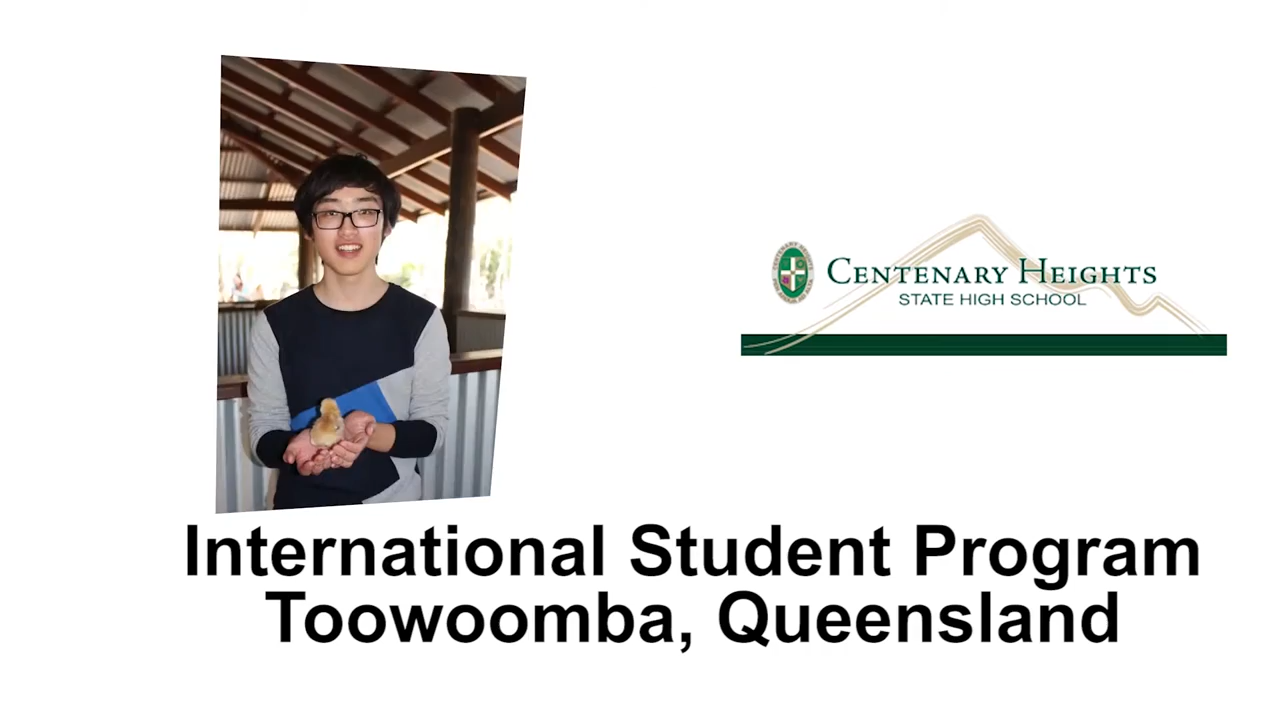 CENTENARY HEIGHTS
STATE HIGH SCHOOL
International Student Program
Toowoomba, Queensland